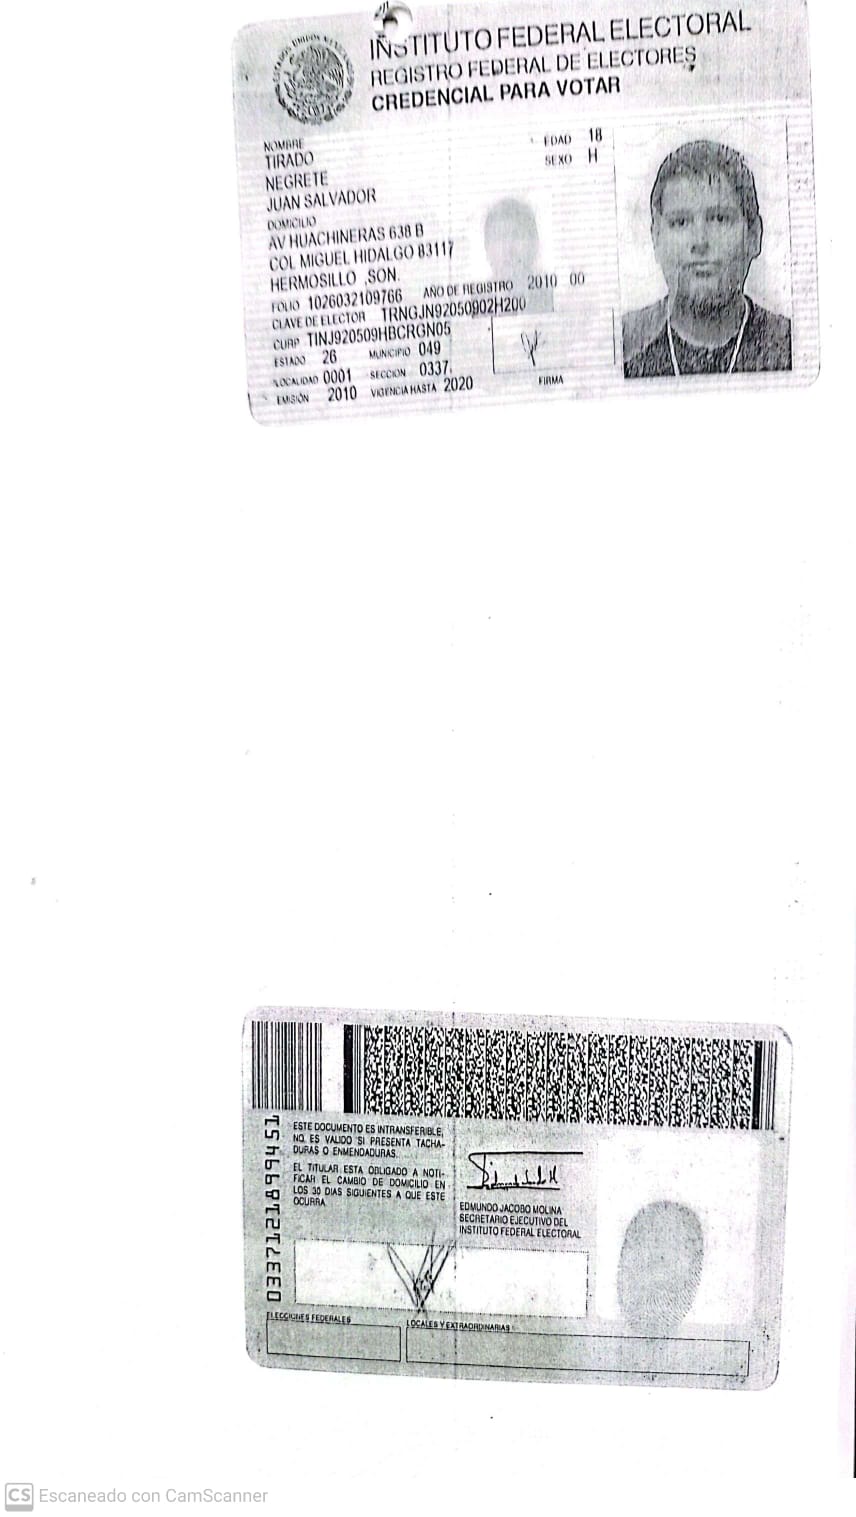 INSTITUTO FEDERAL ELECTORAL
REGISTRO FEDERAL DE ELECTORES
CREDENCIAL PARA VOTAR
NOMBRE
TIRADO
NEGRETE
JUAN SALVADOR
EDAD 18
SEXO H
DOMICILIO
AV HUACHINERAS 638 B
COL MIGUEL HIDALGO 83117
HERMOSILLO ,SON.
FOLIO 1026032109766 AÑO DE REGISTRO 2010 00
CLAVE DE ELECTOR TRNGJN92050902H200
CURP TINJ920509HBCRGN05
ESTADO 26 MUNICIPIO 049
LOCALIDAD 0001 SECCION 0337
EMISIÓN 2010 VIGENCIA HASTA 2020
FIRMA
ESTE DOCUMENTO ES INTRANSFERIBLE,
NO ES VALIDO SI PRESENTA TACHA-
DURAS O ENMENDADURAS.
EL TITULAR ESTA OBLIGADO A NOTI-
FICAR EL CAMBIO DE DOMICILIO EN
LOS 30 DIAS SIGUIENTES A QUE ESTE
OCURRA
EDMUNDO JACOBO MOLINA
SECRETARIO EJECUTIVO DEL
INSTITUTO FEDERAL ELECTORAL
ELECCIONES FEDERALES
LOCALES Y EXTRAORDINARIAS
CS Escaneado con CamScanner